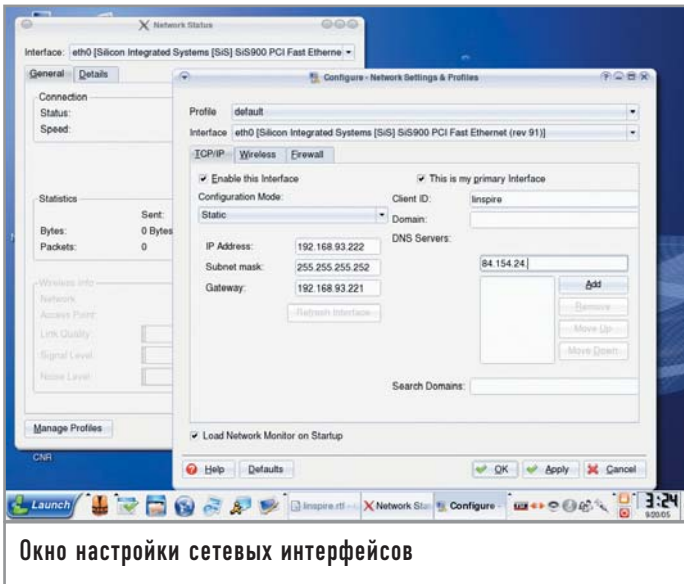 Network Status
Interface: eth0 [Silicon Integrated Systems [SiS] SiS900 PCI Fast Etherne
General Details
Connection
Status:
Speed:
Statistics
Sent:
Bytes: 0 Bytes
Packets: 0
Wireless Info
Network
Access Point:
Link Quality:
Signal Level:
Noise Level:
Manage Profiles
CNR
Configure - Network Settings & Profiles
Profile default
Interface eth0 [Silicon Integrated Systems [SiS] SiS900 PCI Fast Ethernet (rev 91)]
TCP/IP Wireless Firewall
Enable this Interface
This is my primary Interface
Configuration Mode:
Static
Client ID: linspire
Domain:
IP Address: 192.168.93.222
Subnet mask: 255.255.255.252
Gateway: 192.168.93.221
Refresh Interface
DNS Servers:
84.154.24.
Add
Remove
Move Up
Move Down
Search Domains:
Load Network Monitor on Startup
Help Defaults OK Apply Cancel
Launch linspire.rtf Network Sta Configure - 3:24
Окно настройки сетевых интерфейсов